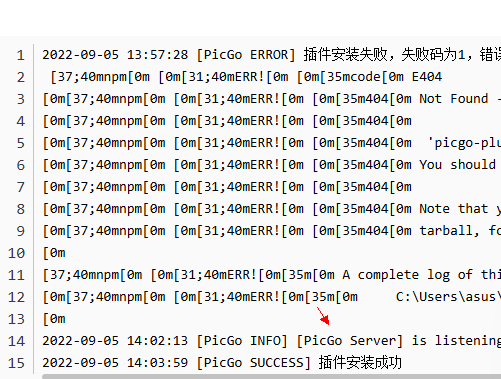 1 2022-09-05 13:57:28 [PicGo ERROR] 插件安装失败，失败码为1，错误
2 [37;40mnpm[0m [0m[31;40mERR![0m [0m[35mcode[0m E404
3 [0m[37;40mnpm[0m [0m[31;40mERR![0m [0m[35m404[0m Not Found -
4 [0m[37;40mnpm[0m [0m[31;40mERR![0m [0m[35m404[0m
5 [0m[37;40mnpm[0m [0m[31;40mERR![0m [0m[35m404[0m  'picgo-plu
6 [0m[37;40mnpm[0m [0m[31;40mERR![0m [0m[35m404[0m You should
7 [0m[37;40mnpm[0m [0m[31;40mERR![0m [0m[35m404[0m
8 [0m[37;40mnpm[0m [0m[31;40mERR![0m [0m[35m404[0m Note that y
9 [0m[37;40mnpm[0m [0m[31;40mERR![0m [0m[35m404[0m tarball, fo
10 [0m
11 [37;40mnpm[0m [0m[31;40mERR![0m[35m[0m A complete log of thi
12 [0m[37;40mnpm[0m [0m[31;40mERR![0m[35m[0m     C:\Users\asus\
13 [0m
14 2022-09-05 14:02:13 [PicGo INFO] [PicGo Server] is listening
15 2022-09-05 14:03:59 [PicGo SUCCESS] 插件安装成功